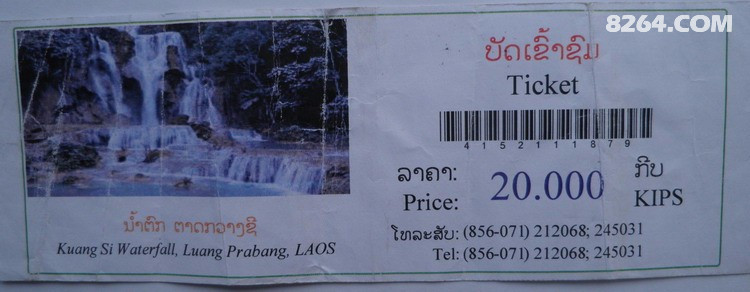 8264.COM
ບັດເຂົ້າຊົມ
Ticket
415211879
ລາຄາ: ກີບ
Price: 20.000 KIPS
ໂທລະສັບ: (856-071) 212068; 245031
Tel: (856-071) 212068; 245031
ນ້ຳຕົກ ຕາດກວາງຊີ
Kuang Si Waterfall, Luang Prabang, LAOS